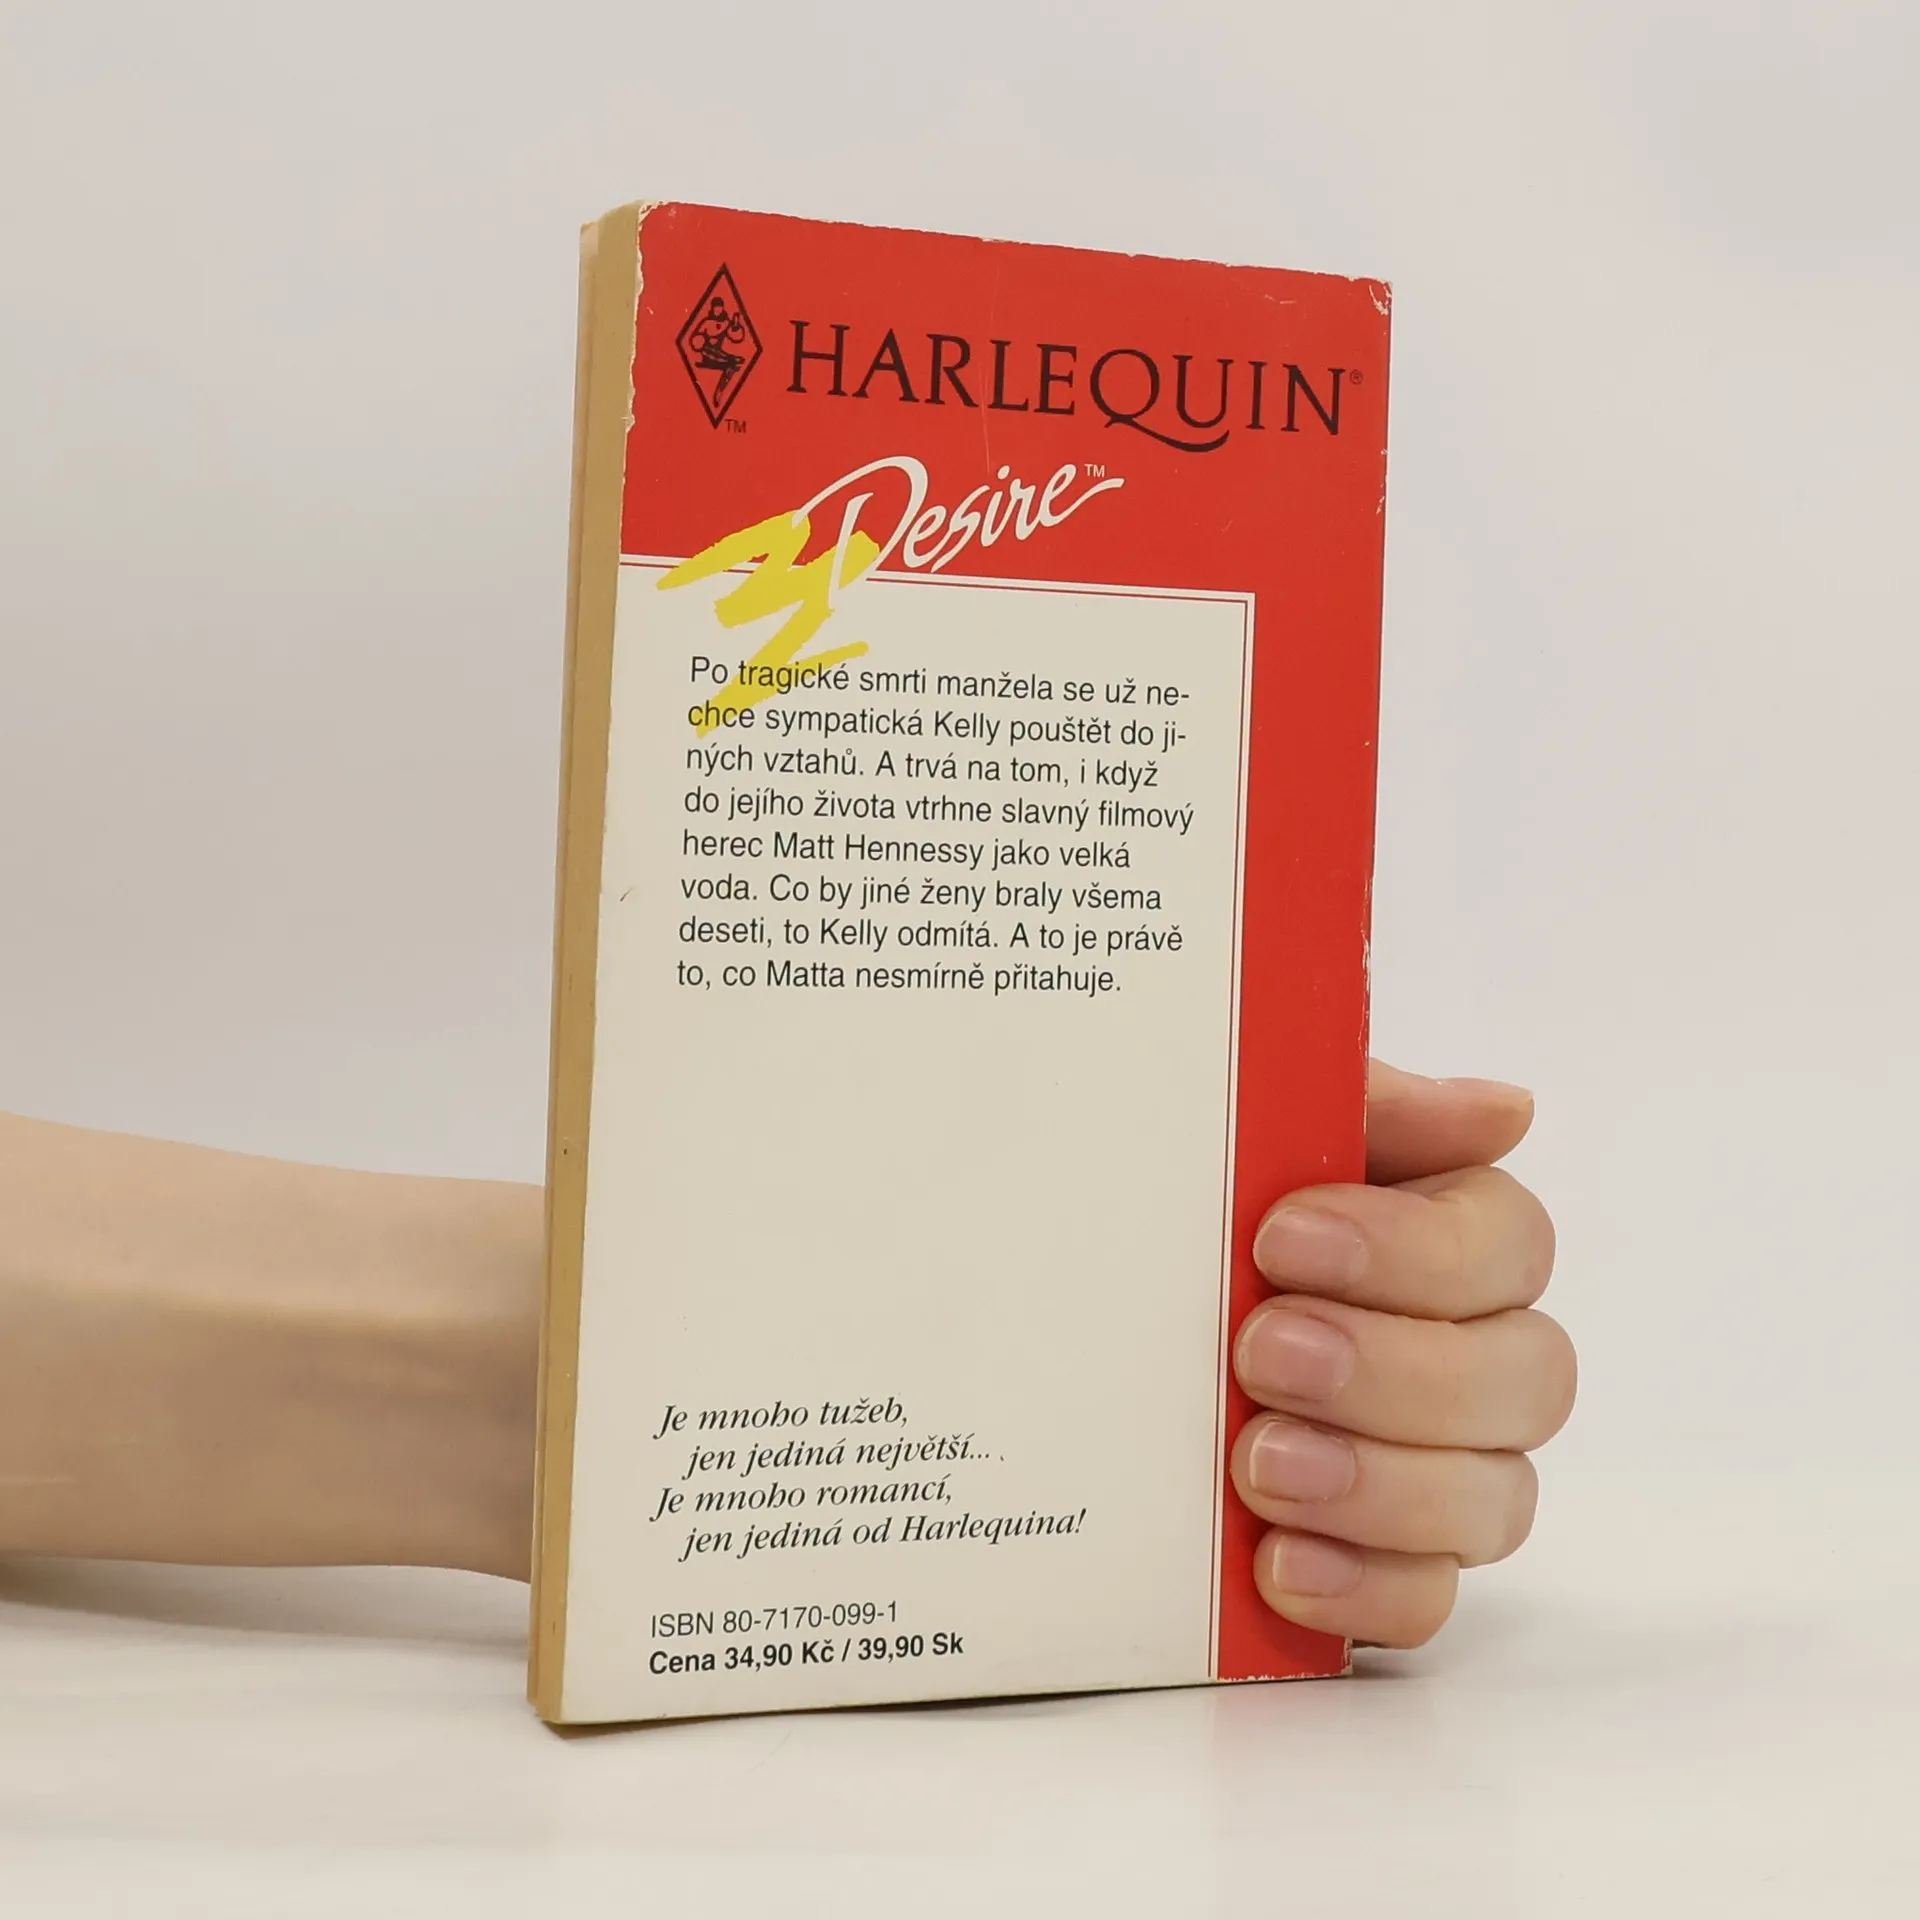 HARLEQUIN®
TM
Desire™
Po tragické smrti manžela se už ne-
chce sympatická Kelly pouštět do ji-
ných vztahů. A trvá na tom, i když
do jejího života vtrhne slavný filmový
herec Matt Hennessy jako velká
voda. Co by jiné ženy braly všema
deseti, to Kelly odmítá. A to je právě
to, co Matta nesmírně přitahuje.
Je mnoho tužeb,
jen jediná největší...
Je mnoho romancí,
jen jediná od Harlequina!
ISBN 80-7170-099-1
Cena 34,90 Kč / 39,90 Sk